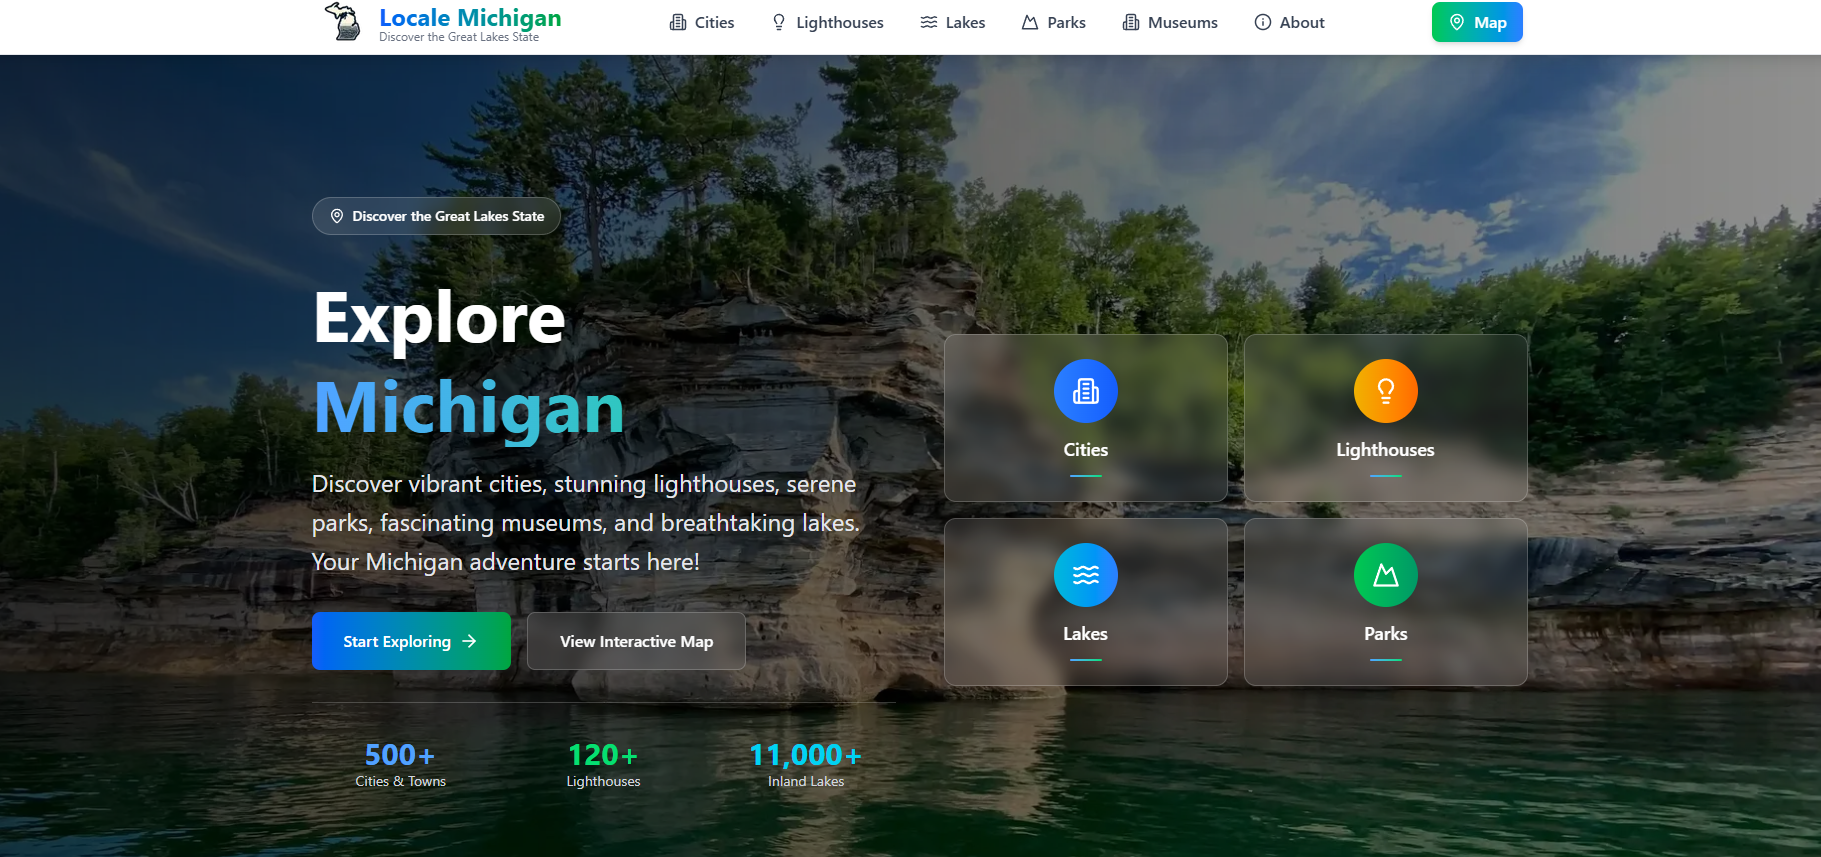 Locale Michigan
Discover the Great Lakes State
Cities
Lighthouses
Lakes
Parks
Museums
About
Map
Discover the Great Lakes State
Explore
Michigan
Discover vibrant cities, stunning lighthouses, serene
parks, fascinating museums, and breathtaking lakes.
Your Michigan adventure starts here!
Start Exploring
View Interactive Map
500+
Cities & Towns
120+
Lighthouses
11,000+
Inland Lakes
Cities
Lighthouses
Lakes
Parks